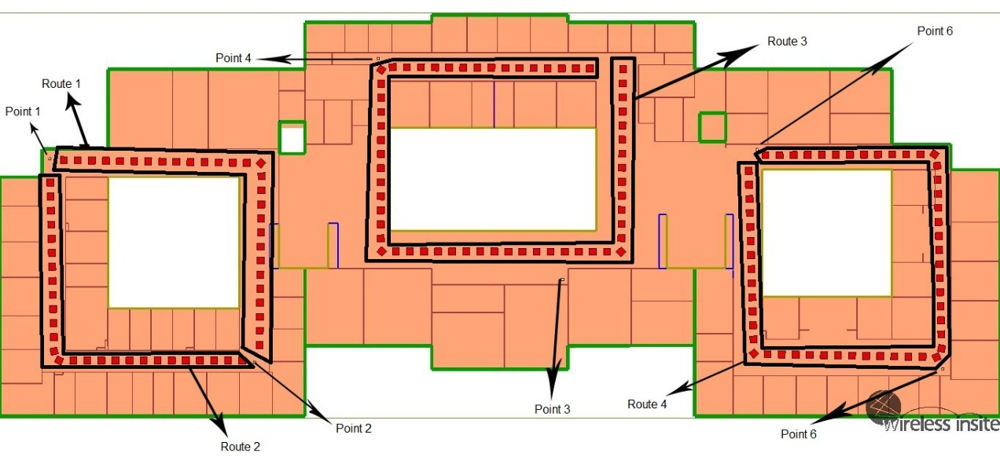 Point 6
Route 3
Point 4
Route 1
Point 1
Point 3
Route 4
Point 2
Point 6
Route 2
wireless insite